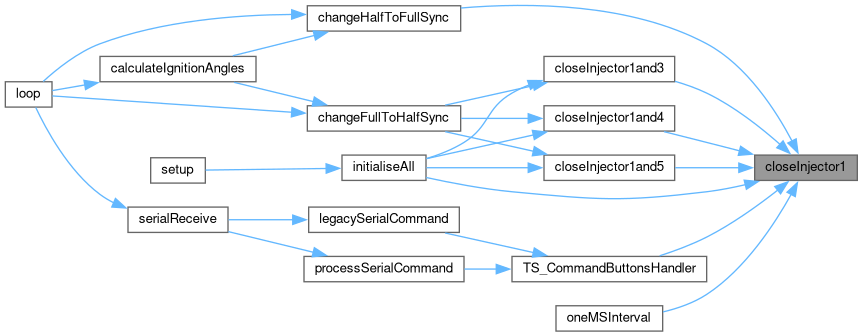 changeHalfToFullSync
calculateIgnitionAngles
closeInjector1and3
loop
changeFullToHalfSync
closeInjector1and4
setup
initialiseAll
closeInjector1and5
closeInjector1
serialReceive
legacySerialCommand
processSerialCommand
TS_CommandButtonsHandler
oneMSInterval